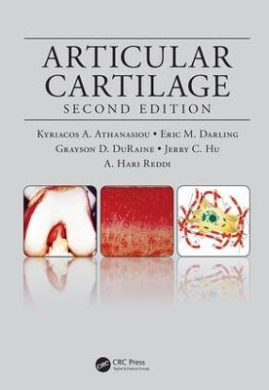 ARTICULAR
CARTILAGE
SECOND EDITION
KYRIACOS A. ATHANASIOU • ERIC M. DARLING
GRAYSON D. DURAINE • JERRY C. HU
A. HARI REDDI
CRC Press
Taylor & Francis Group